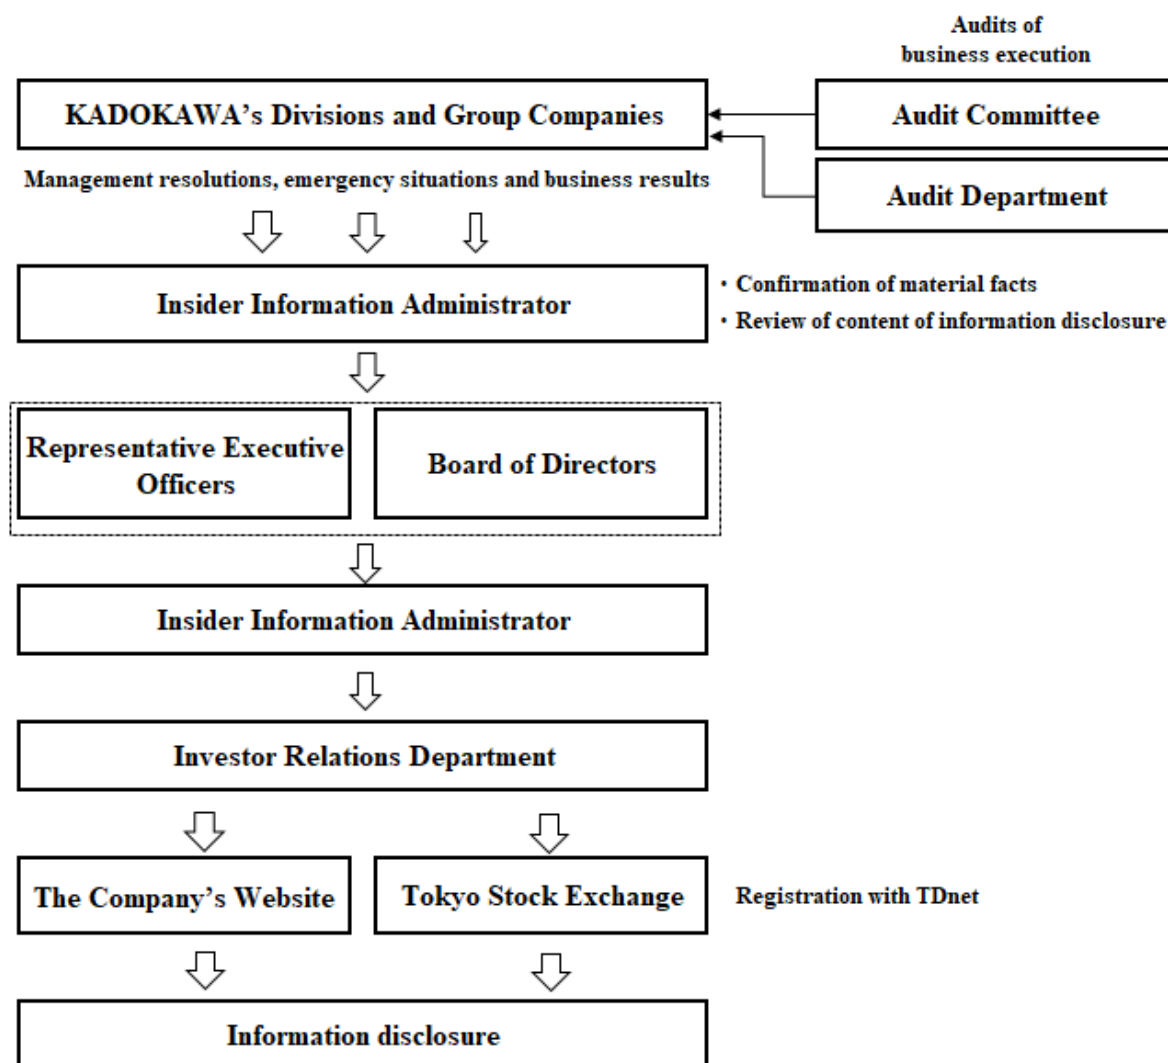 Audits of
business execution
KADOKAWA’s Divisions and Group Companies
Audit Committee
Management resolutions, emergency situations and business results
Audit Department
Insider Information Administrator
・Confirmation of material facts
・Review of content of information disclosure
Representative Executive
Officers
Board of Directors
Insider Information Administrator
Investor Relations Department
The Company’s Website
Tokyo Stock Exchange
Registration with TDnet
Information disclosure